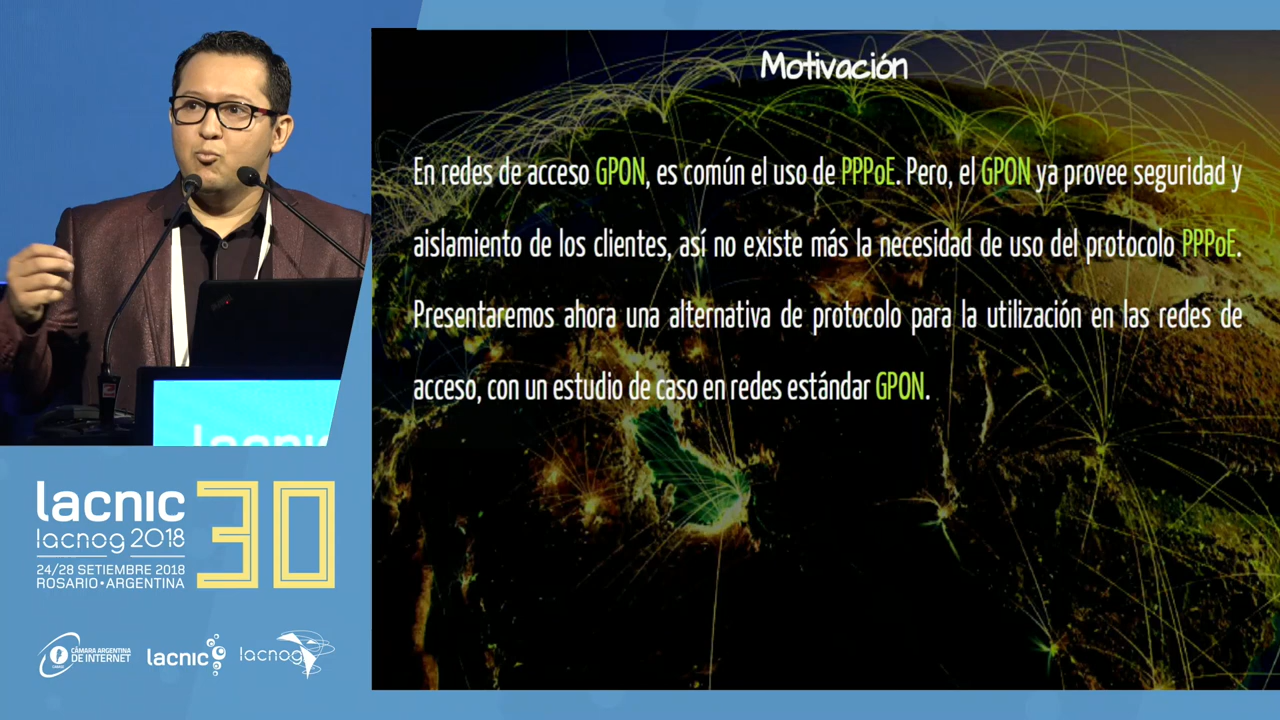 Motivación
En redes de acceso GPON, es común el uso de PPPoE. Pero, el GPON ya provee seguridad y
aislamiento de los clientes, así no existe más la necesidad de uso del protocolo PPPoE.
Presentaremos ahora una alternativa de protocolo para la utilización en las redes de
acceso, con un estudio de caso en redes estándar GPON.
lacnic
lacnic 30
lacnog 2018
24/28 SETIEMBRE 2018
ROSARIO • ARGENTINA
CÁMARA ARGENTINA
DE INTERNET
lacnic
lacnog